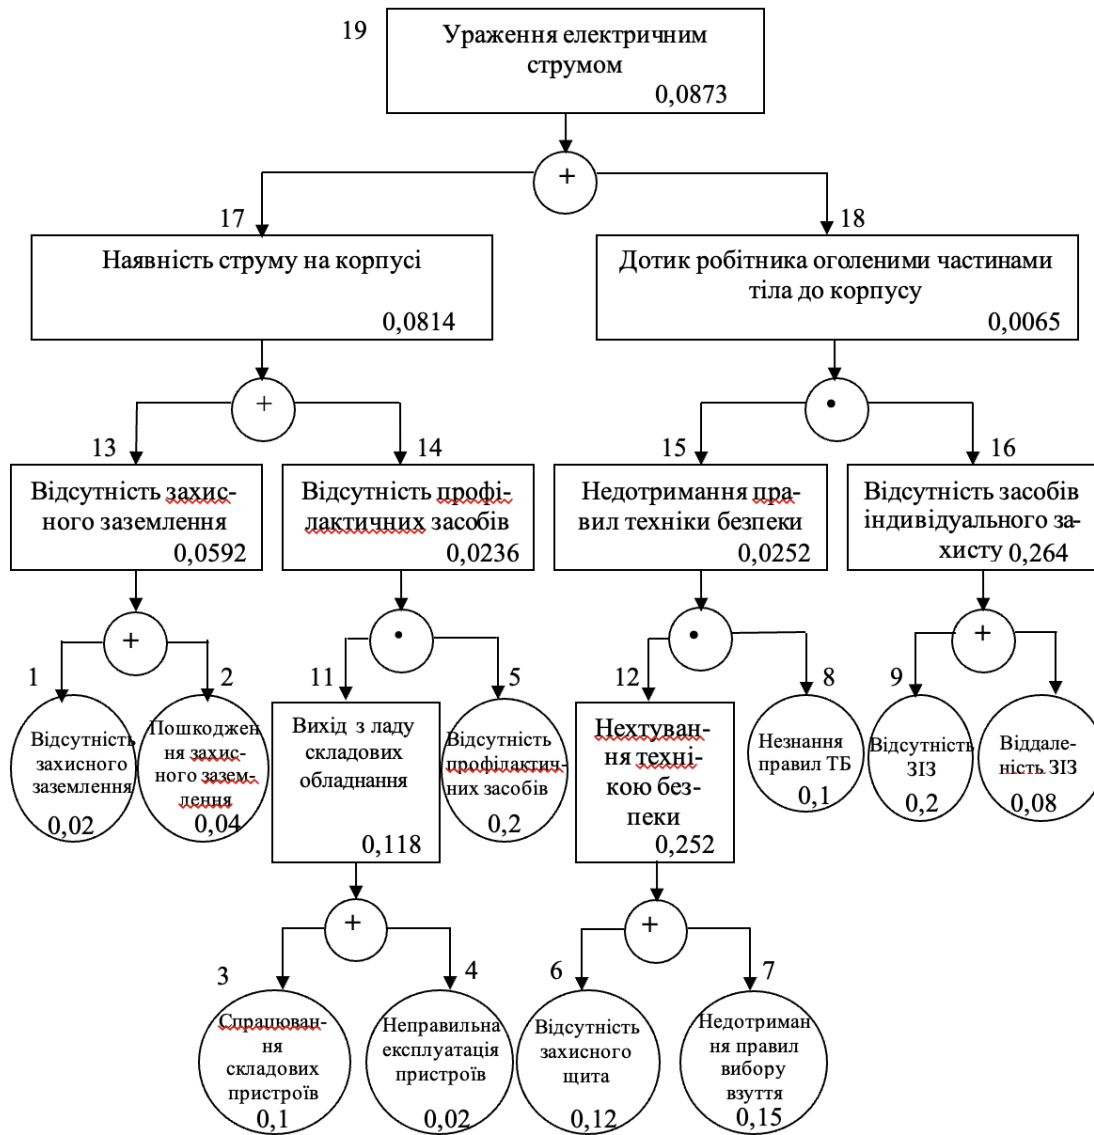 19
Ураження електричним
струмом
0,0873
+
17
18
Наявність струму на корпусі
0,0814
Дотик робітника оголеними частинами
тіла до корпусу
0,0065
+
•
13
14
15
16
Відсутність захис-
ного заземлення
0,0592
Відсутність профі-
лактичних засобів
0,0236
Недотримання пра-
вил техніки безпеки
0,0252
Відсутність засобів
індивідуального за-
хисту 0,264
+
•
•
+
1
2
11
5
12
8
9
Відсутність
захисного
заземлення
0,02
Пошкоджен
ня захис-
ного зазем-
лення
0,04
Вихід з ладу
складових
обладнання
0,118
Відсутність
профілактич-
них засобів
0,2
Нехтуван-
ня техні-
кою без-
пеки
0,252
Незнання
правил ТБ
0,1
Відсутність
ЗІЗ
0,2
Віддале-
ність ЗІЗ
0,08
+
+
3
4
6
7
Спрацюван-
ня
складових
пристроїв
0,1
Неправильна
експлуатація
пристроїв
0,02
Відсутність
захисного
щита
0,12
Недотриман
ня правил
вибору
взуття
0,15